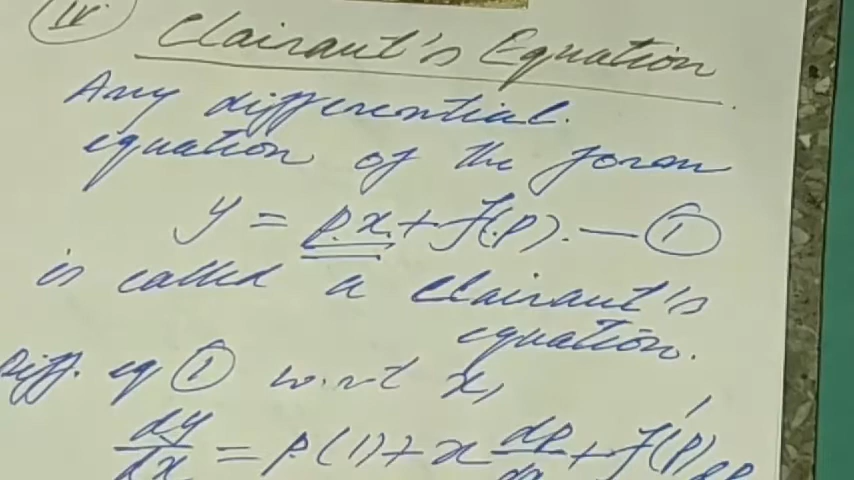 IV. Clairaut's Equation
Any differential
equation of the form
y = p.x. + f(p). — ①
is called a Clairaut's
equation.
Diff. eq ① w.r.t x,
dy/dx = p.(1) + x dp/dx + f'(p) dp